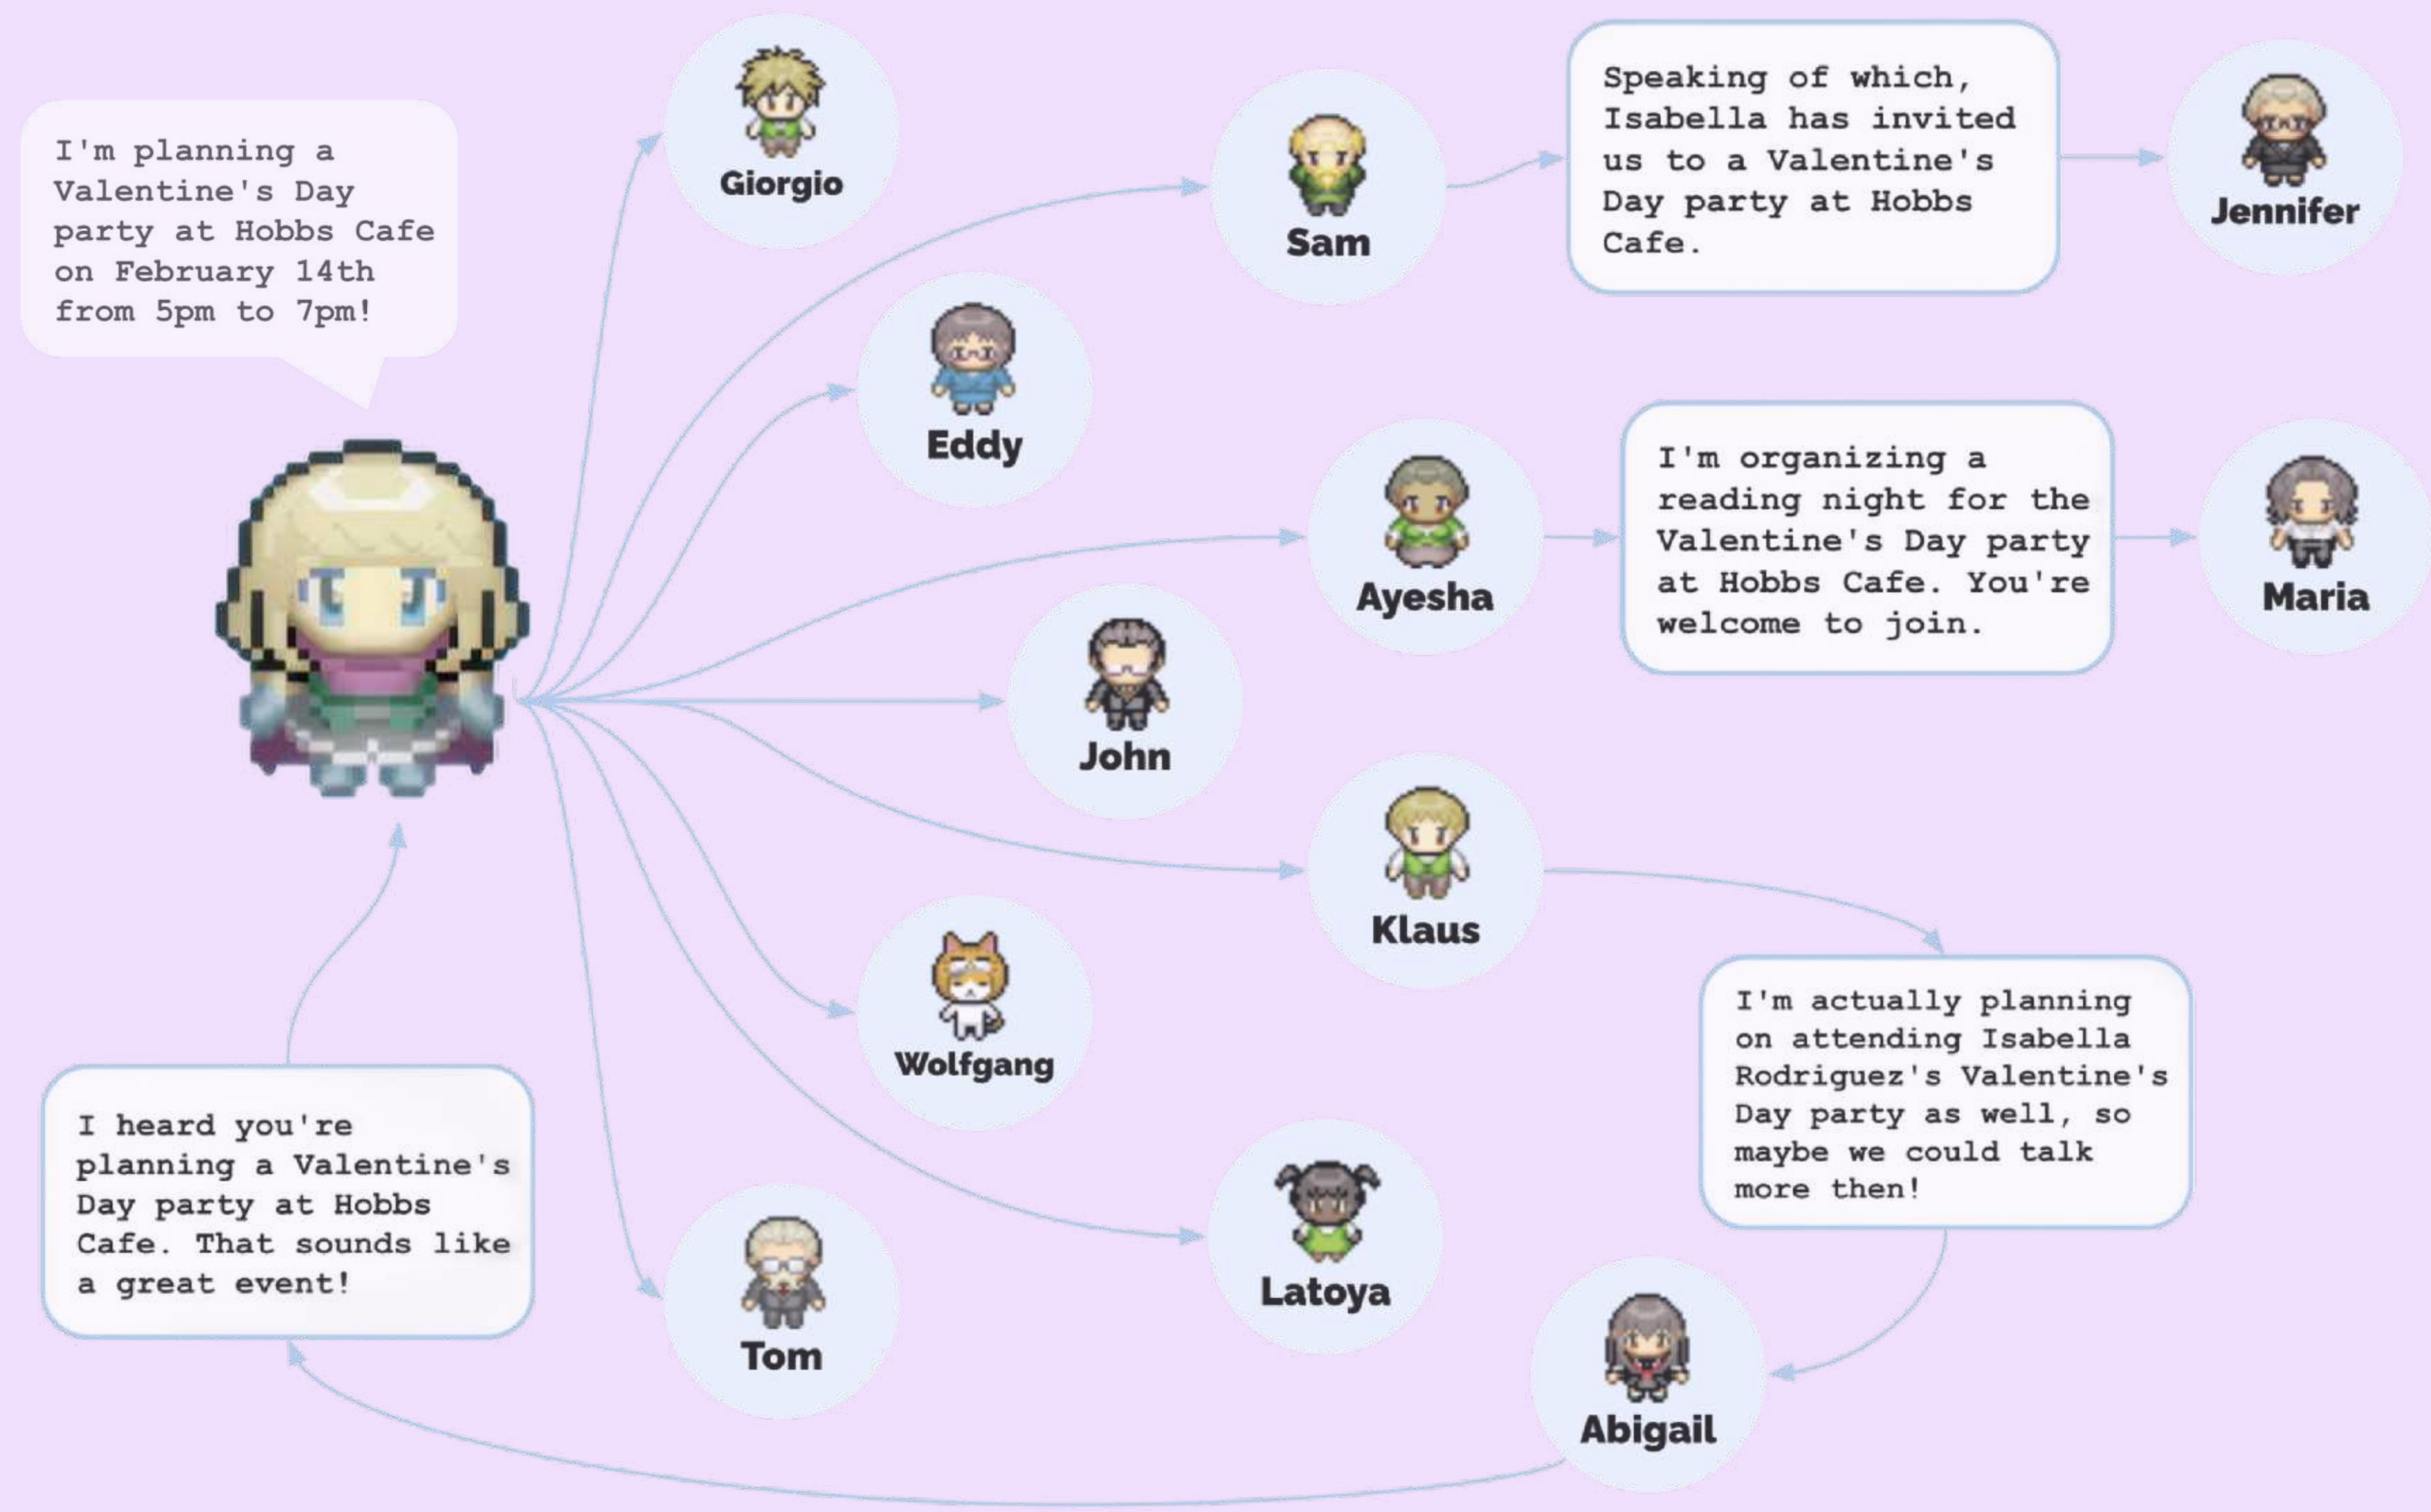 I'm planning a
Valentine's Day
party at Hobbs Cafe
on February 14th
from 5pm to 7pm!
Giorgio
Sam
Speaking of which,
Isabella has invited
us to a Valentine's
Day party at Hobbs
Cafe.
Jennifer
Eddy
Ayesha
I'm organizing a
reading night for the
Valentine's Day party
at Hobbs Cafe. You're
welcome to join.
Maria
John
Klaus
I'm actually planning
on attending Isabella
Rodriguez's Valentine's
Day party as well, so
maybe we could talk
more then!
Wolfgang
Latoya
Abigail
Tom
I heard you're
planning a Valentine's
Day party at Hobbs
Cafe. That sounds like
a great event!